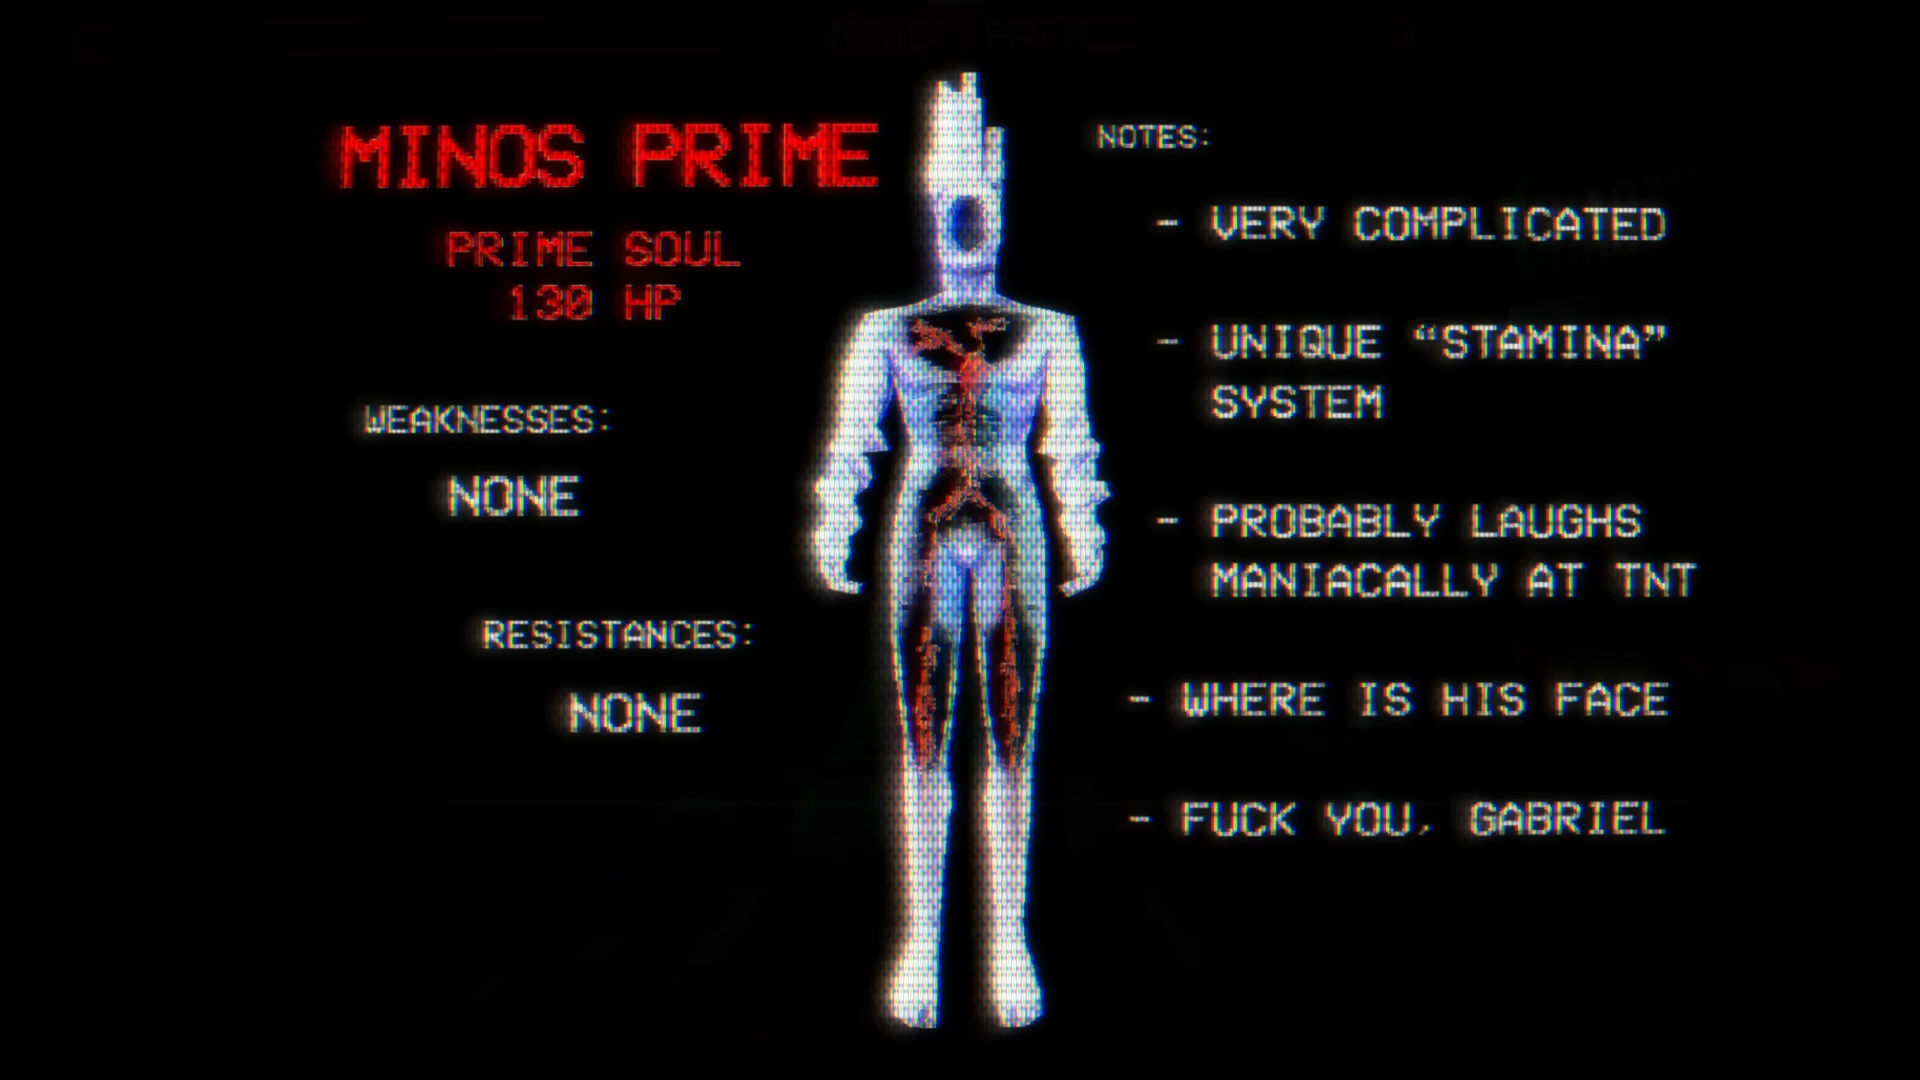 MINOS PRIME
PRIME SOUL
130 HP
WEAKNESSES:
NONE
RESISTANCES:
NONE
NOTES:
- VERY COMPLICATED
- UNIQUE “STAMINA”
SYSTEM
- PROBABLY LAUGHS
MANIACALLY AT TNT
- WHERE IS HIS FACE
- FUCK YOU, GABRIEL